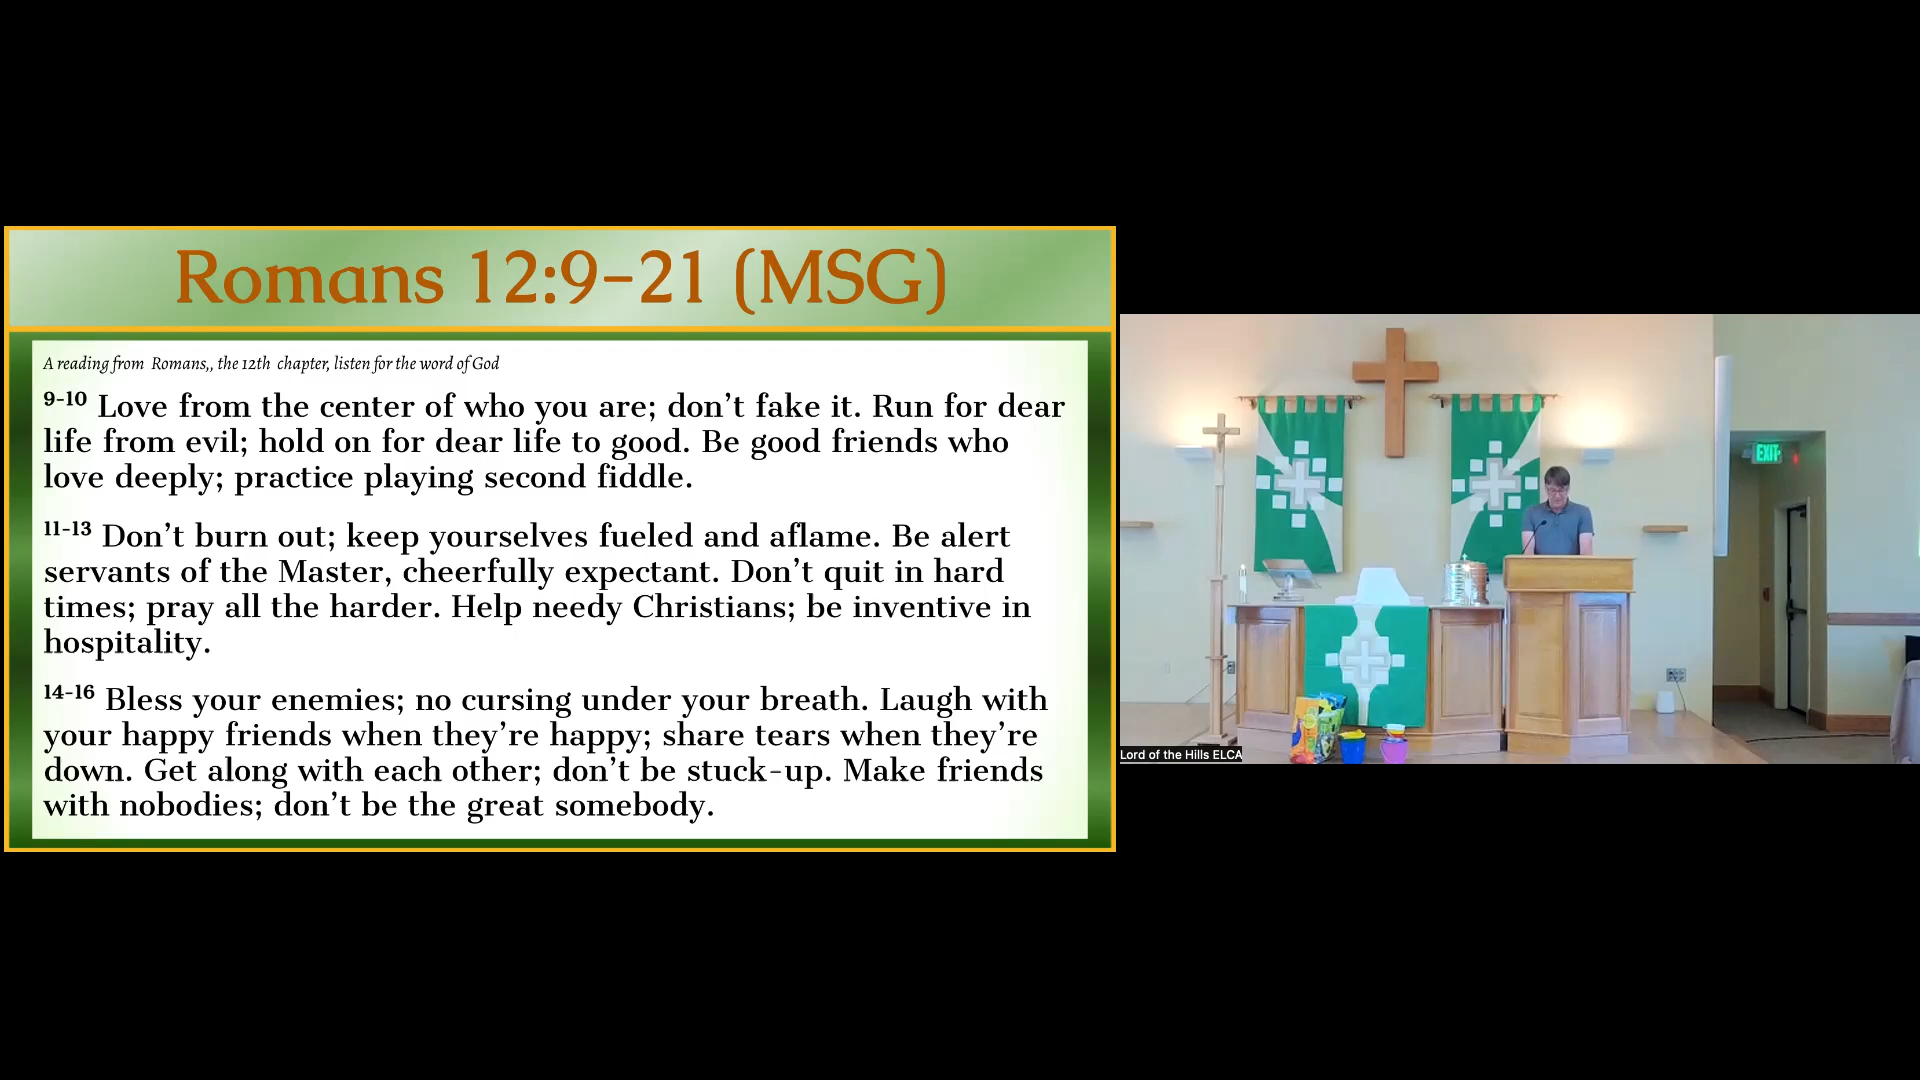 Romans 12:9-21 (MSG)
A reading from Romans,, the 12th chapter, listen for the word of God
9-10 Love from the center of who you are; don't fake it. Run for dear
life from evil; hold on for dear life to good. Be good friends who
love deeply; practice playing second fiddle.
11-13 Don't burn out; keep yourselves fueled and aflame. Be alert
servants of the Master, cheerfully expectant. Don't quit in hard
times; pray all the harder. Help needy Christians; be inventive in
hospitality.
14-16 Bless your enemies; no cursing under your breath. Laugh with
your happy friends when they're happy; share tears when they're
down. Get along with each other; don't be stuck-up. Make friends
with nobodies; don't be the great somebody.
EXIT
Lord of the Hills ELCA